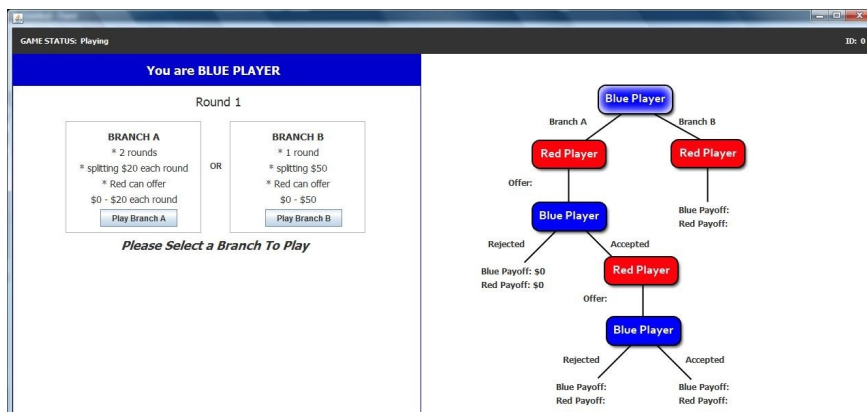 GAME STATUS: Playing
ID: 0
You are BLUE PLAYER
Round 1
BRANCH A
* 2 rounds
* splitting $20 each round
* Red can offer
$0 - $20 each round
Play Branch A
OR
BRANCH B
* 1 round
* splitting $50
* Red can offer
$0 - $50
Play Branch B
Please Select a Branch To Play
Blue Player
Branch A
Branch B
Red Player
Red Player
Offer:
Blue Player
Blue Payoff:
Red Payoff:
Rejected
Accepted
Blue Payoff: $0
Red Payoff: $0
Red Player
Offer:
Blue Player
Rejected
Accepted
Blue Payoff:
Red Payoff:
Blue Payoff:
Red Payoff: